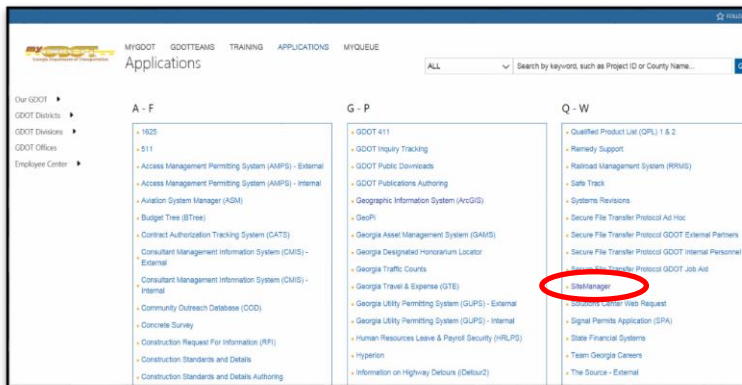 FOLLOW
my GDOT
Georgia Department of Transportation
MYGDOT GDOTTEAMS TRAINING APPLICATIONS MYQUEUE
Applications
ALL
Search by keyword, such as Project ID or County Name...
Our GDOT
GDOT Districts
GDOT Divisions
GDOT Offices
Employee Center
A - F
1625
511
Access Management Permitting System (AMPS) - External
Access Management Permitting System (AMPS) - Internal
Aviation System Manager (ASM)
Budget Tree (BTree)
Contract Authorization Tracking System (CATS)
Consultant Management Information System (CMIS) -
External
Consultant Management Information System (CMIS) -
Internal
Community Outreach Database (COD)
Concrete Survey
Construction Request For Information (RFI)
Construction Standards and Details
Construction Standards and Details Authoring
G - P
GDOT 411
GDOT Inquiry Tracking
GDOT Public Downloads
GDOT Publications Authoring
Geographic Information System (ArcGIS)
GeoPi
Georgia Asset Management System (GAMS)
Georgia Designated Honorarium Locator
Georgia Traffic Counts
Georgia Travel & Expense (GTE)
Georgia Utility Permitting System (GUPS) - External
Georgia Utility Permitting System (GUPS) - Internal
Human Resources Leave & Payroll Security (HRLPS)
Hyperion
Information on Highway Detours (iDetour2)
Q - W
Qualified Product List (QPL) 1 & 2
Remedy Support
Railroad Management System (RRMS)
Safe Track
Systems Revisions
Secure File Transfer Protocol Ad Hoc
Secure File Transfer Protocol GDOT External Partners
Secure File Transfer Protocol GDOT Internal Personnel
Secure File Transfer Protocol GDOT Job Aid
SiteManager
Solutions Center Web Request
Signal Permits Application (SPA)
State Financial Systems
Team Georgia Careers
The Source - External